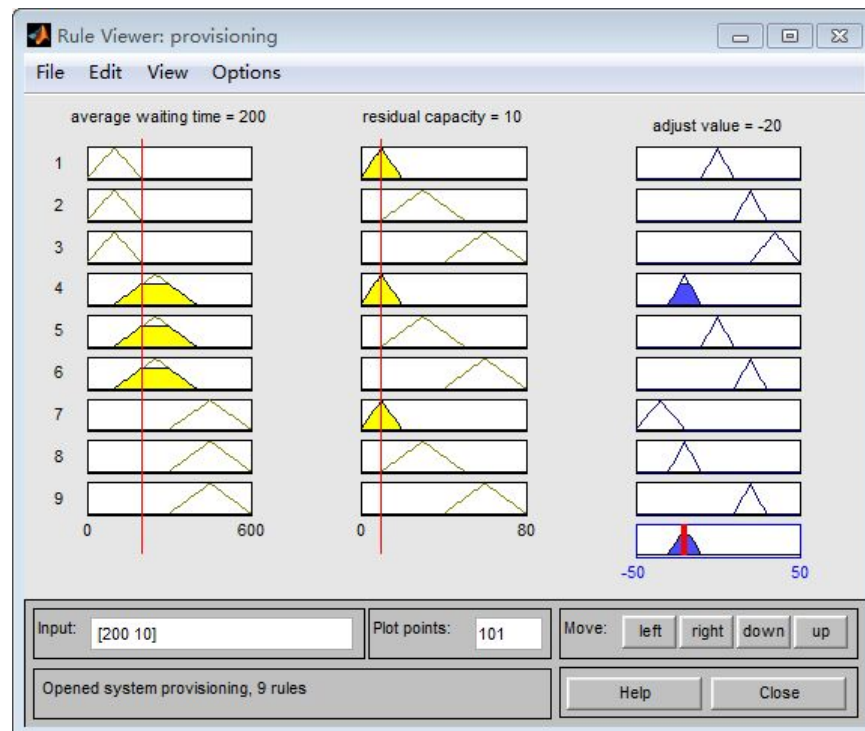 Rule Viewer: provisioning
File Edit View Options
average waiting time = 200 residual capacity = 10 adjust value = -20
1
2
3
4
5
6
7
8
9
0 600 0 80
-50 50
Input: [200 10] Plot points: 101 Move: left right down up
Opened system provisioning, 9 rules Help Close